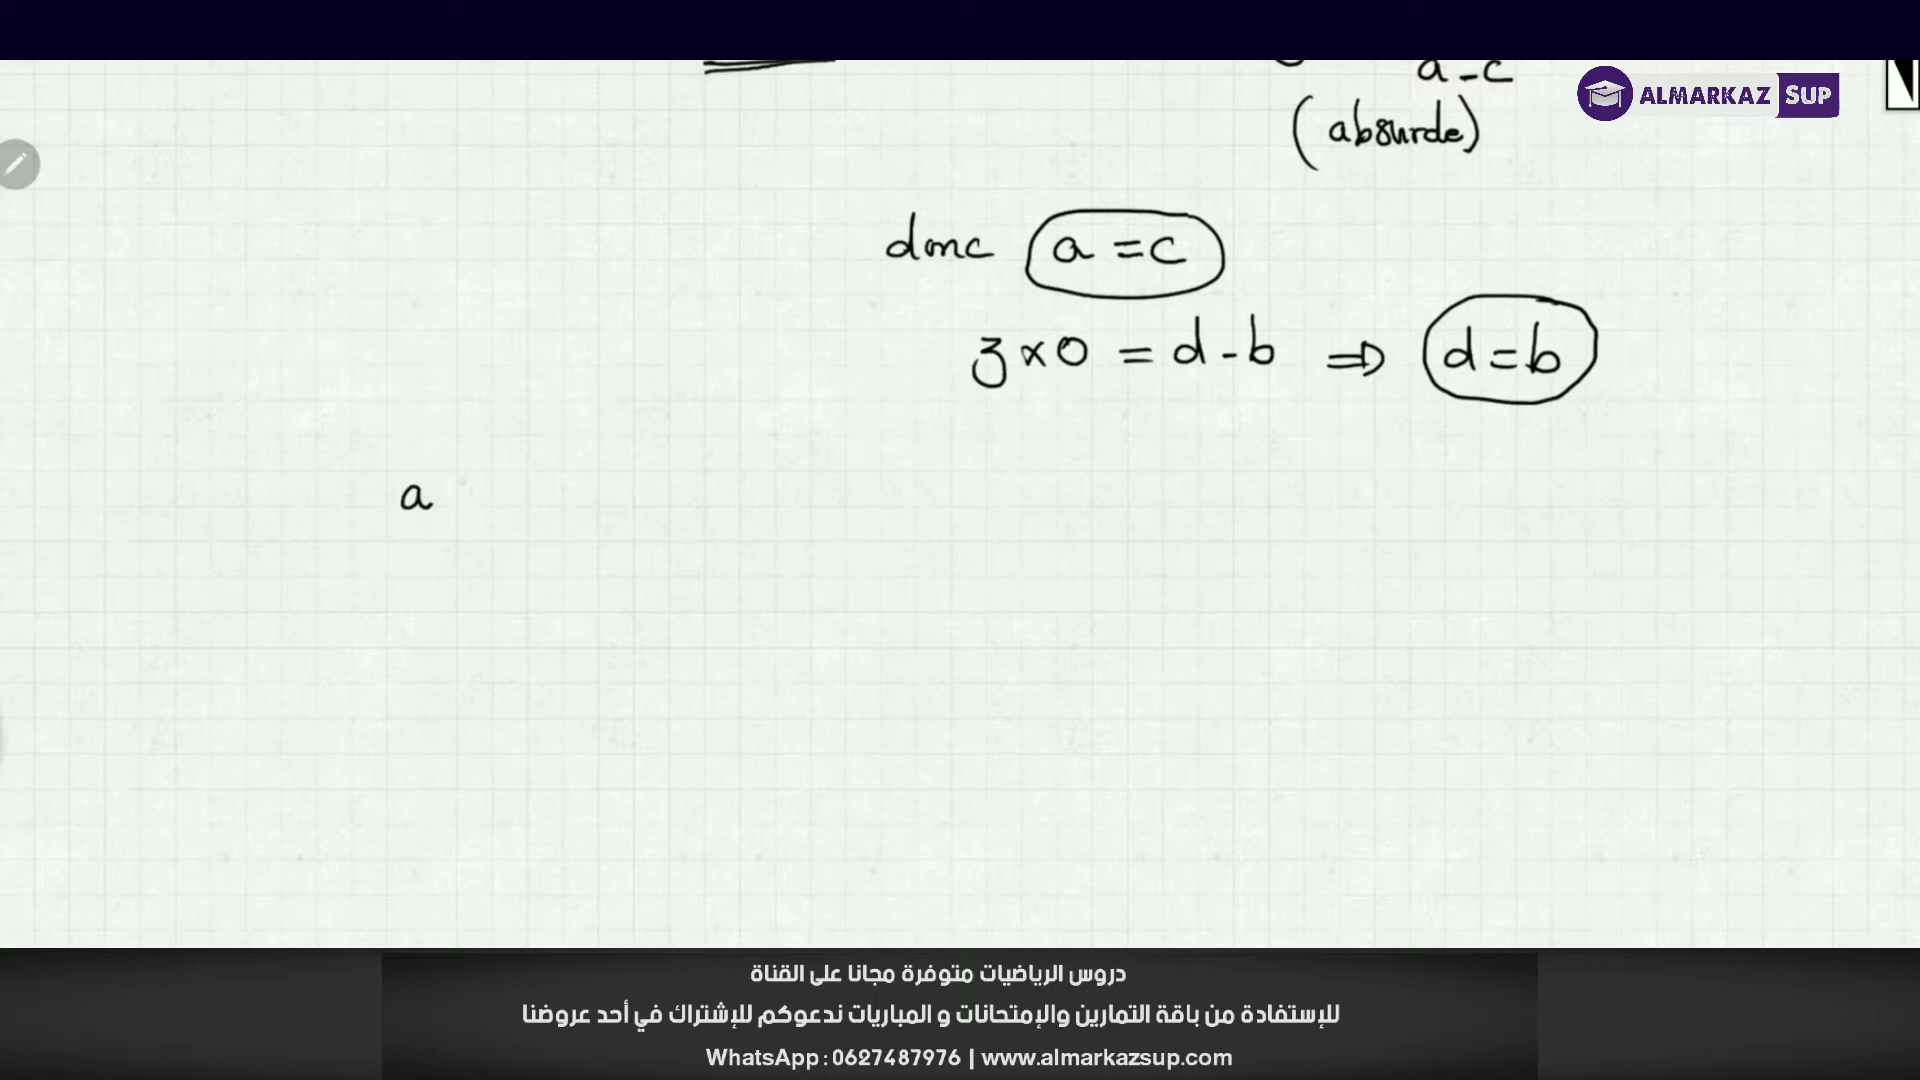 a - c
ALMARKAZ SUP
(absurde)
donc a = c
z × 0 = d - b ⇒ d = b
a
دروس الرياضيات متوفرة مجانا على القناة
للإستفادة من باقة التمارين والإمتحانات و المباريات ندعوكم للإشتراك في أحد عروضنا
WhatsApp : 0627487976 | www.almarkazsup.com